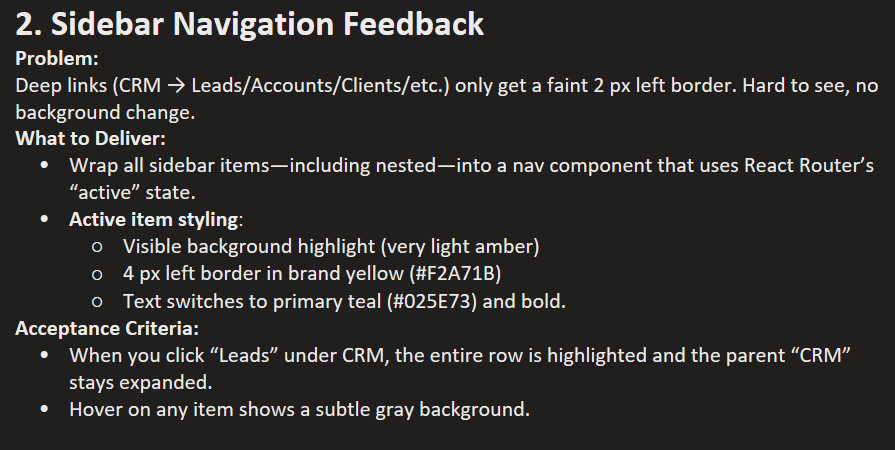 2. Sidebar Navigation Feedback
Problem:
Deep links (CRM → Leads/Accounts/Clients/etc.) only get a faint 2 px left border. Hard to see, no
background change.
What to Deliver:
• Wrap all sidebar items—including nested—into a nav component that uses React Router’s
“active” state.
• Active item styling:
○ Visible background highlight (very light amber)
○ 4 px left border in brand yellow (#F2A71B)
○ Text switches to primary teal (#025E73) and bold.
Acceptance Criteria:
• When you click “Leads” under CRM, the entire row is highlighted and the parent “CRM”
stays expanded.
• Hover on any item shows a subtle gray background.